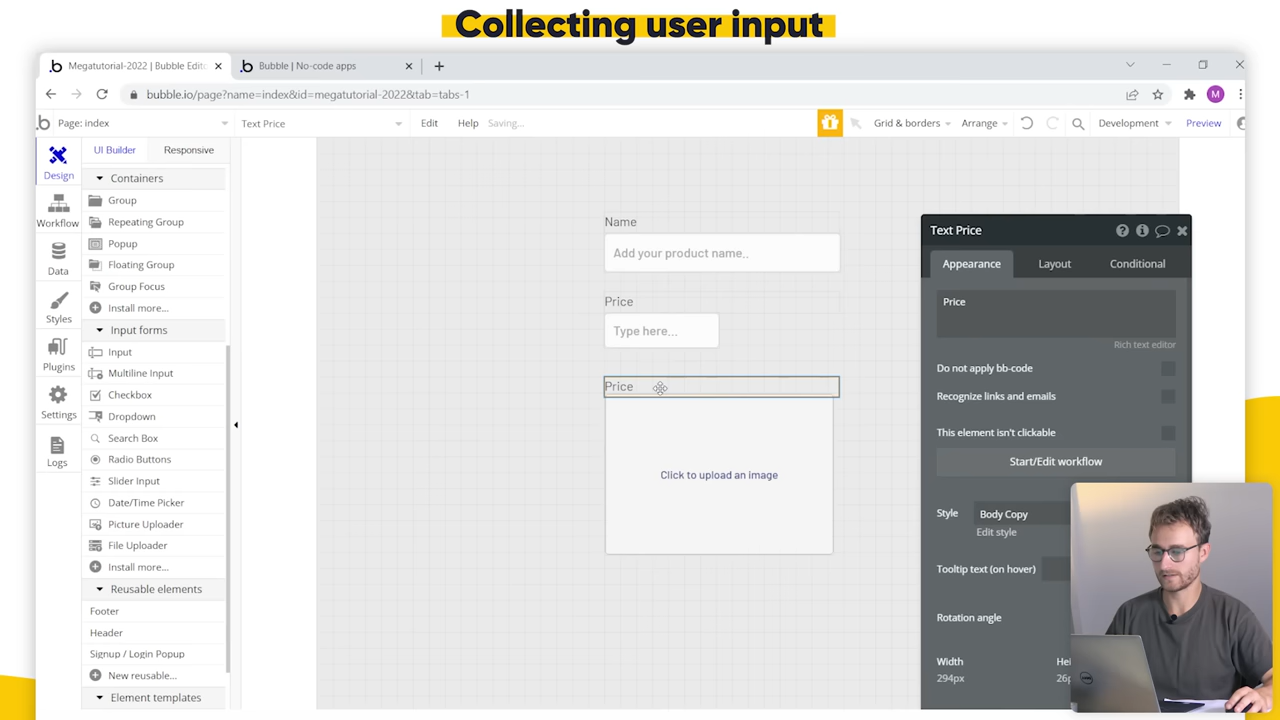 Collecting user input
Megatutorial-2022 | Bubble Edito
Bubble | No-code apps
bubble.io/page?name=index&id=megatutorial-2022&tab=tabs-1
M
Page: index
Text Price
Edit
Help
Saving...
Grid & borders
Arrange
Development
Preview
Design
Workflow
Data
Styles
Plugins
Settings
Logs
UI Builder
Responsive
Containers
Group
Repeating Group
Popup
Floating Group
Group Focus
Install more...
Input forms
Input
Multiline Input
Checkbox
Dropdown
Search Box
Radio Buttons
Slider Input
Date/Time Picker
Picture Uploader
File Uploader
Install more...
Reusable elements
Footer
Header
Signup / Login Popup
New reusable...
Element templates
Name
Add your product name..
Price
Type here...
Price
Click to upload an image
Text Price
Appearance
Layout
Conditional
Price
Rich text editor
Do not apply bb-code
Recognize links and emails
This element isn't clickable
Start/Edit workflow
Style
Body Copy
Edit style
Tooltip text (on hover)
Rotation angle
Width
Hei
294px
26p